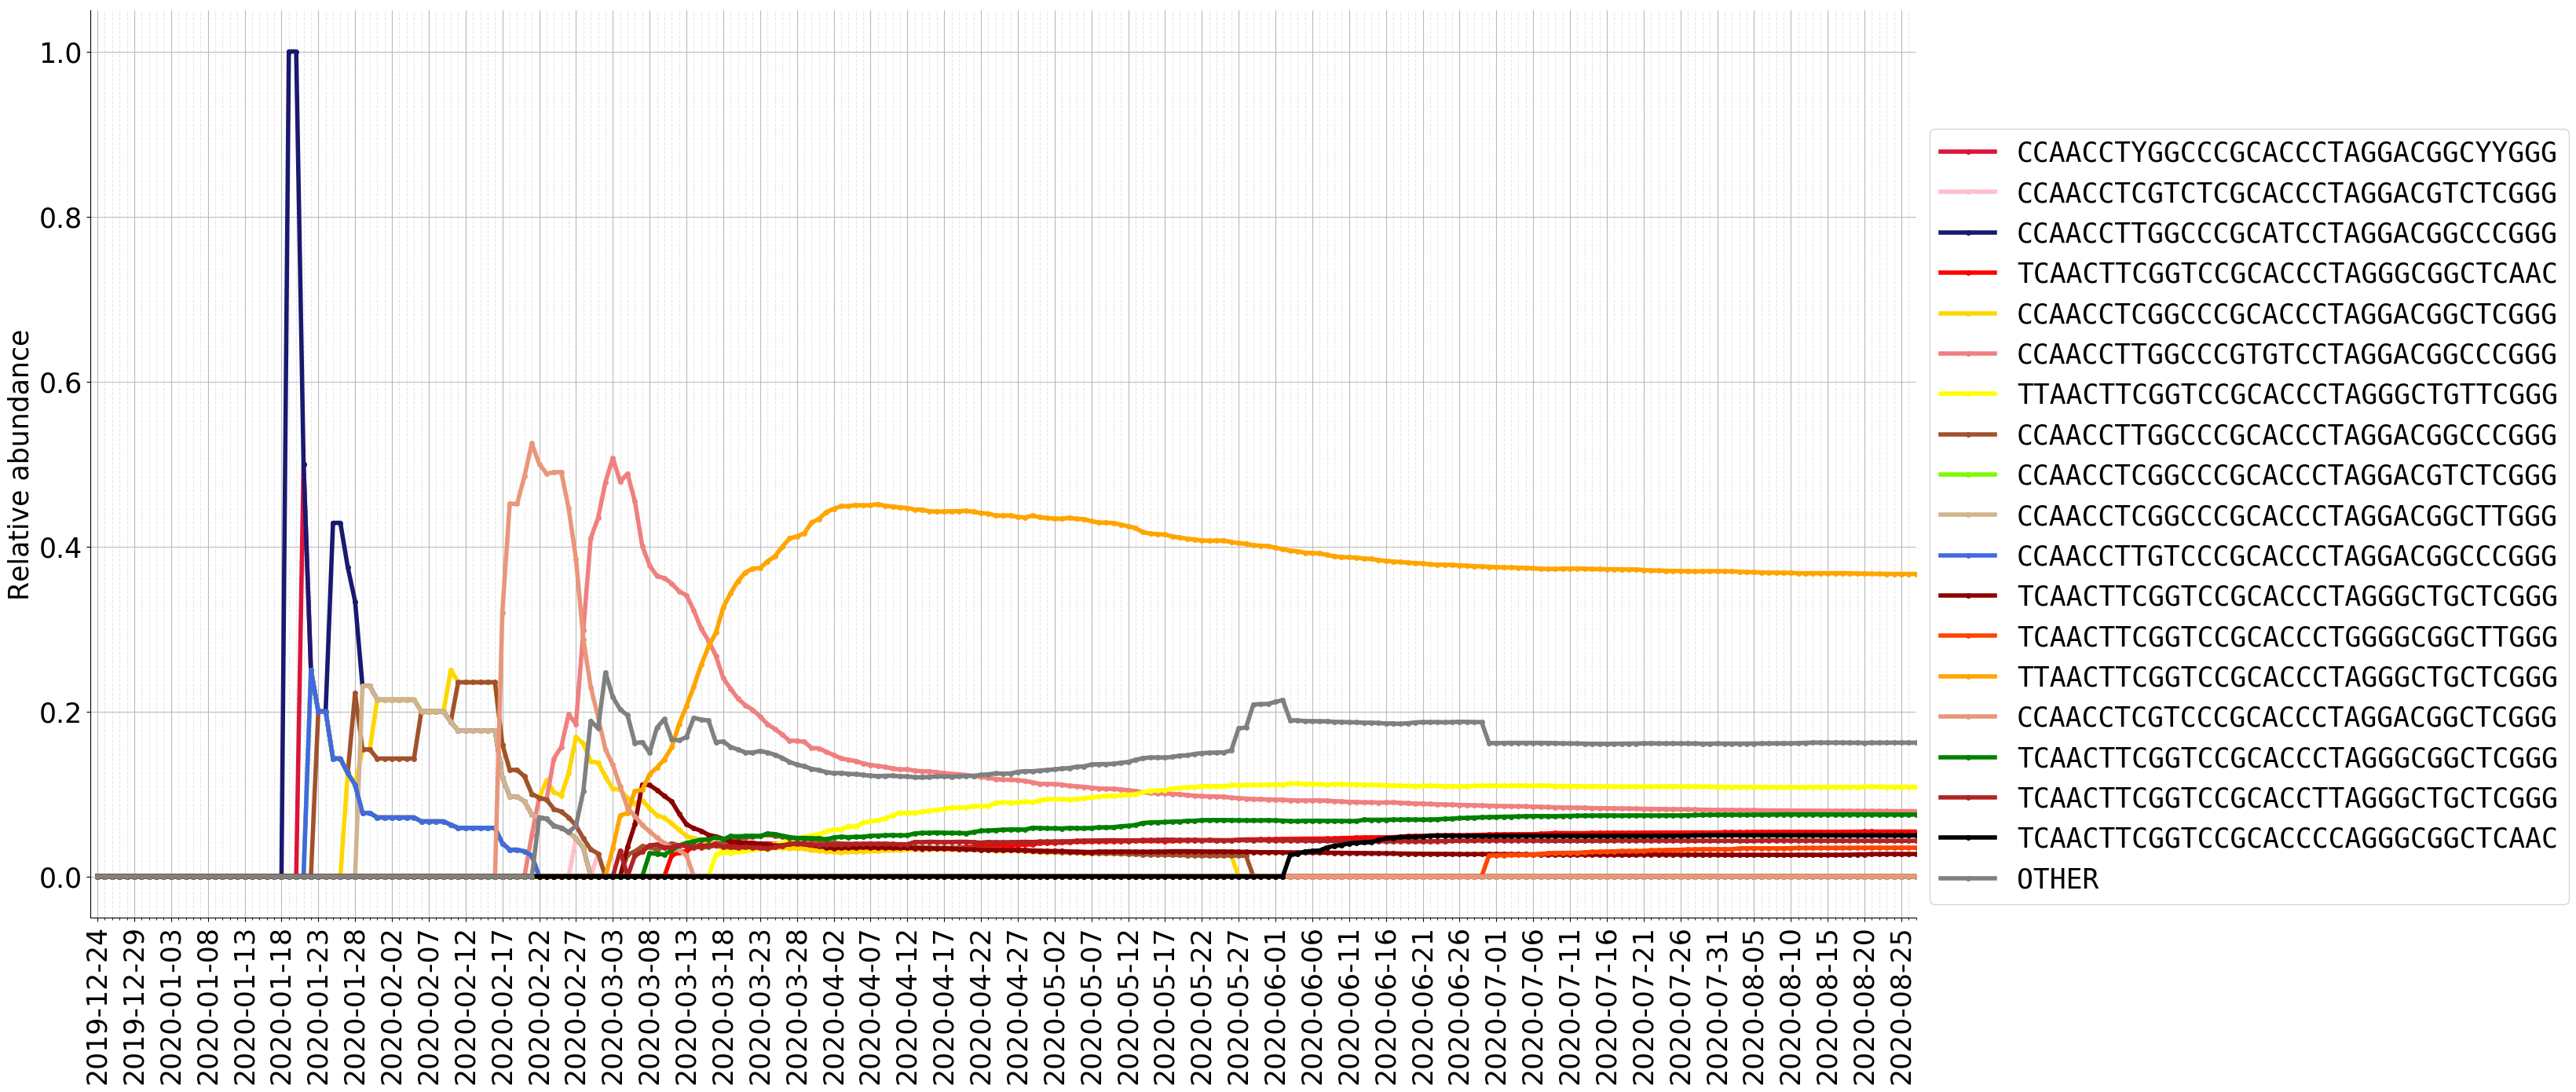 1.0
0.8
0.6
0.4
0.2
0.0
Relative abundance
2019-12-24
2019-12-29
2020-01-03
2020-01-08
2020-01-13
2020-01-18
2020-01-23
2020-01-28
2020-02-02
2020-02-07
2020-02-12
2020-02-17
2020-02-22
2020-02-27
2020-03-03
2020-03-08
2020-03-13
2020-03-18
2020-03-23
2020-03-28
2020-04-02
2020-04-07
2020-04-12
2020-04-17
2020-04-22
2020-04-27
2020-05-02
2020-05-07
2020-05-12
2020-05-17
2020-05-22
2020-05-27
2020-06-01
2020-06-06
2020-06-11
2020-06-16
2020-06-21
2020-06-26
2020-07-01
2020-07-06
2020-07-11
2020-07-16
2020-07-21
2020-07-26
2020-07-31
2020-08-05
2020-08-10
2020-08-15
2020-08-20
2020-08-25
CCAACCTYGGCCCGCACCCTAGGACGGCYYGGG
CCAACCTCGTCTCGCACCCTAGGACGTCTCGGG
CCAACCTTGGCCCGCATCCTAGGACGGCCCGGG
TCAACTTCGGTCCGCACCCTAGGGCGGCTCAAC
CCAACCTCGGCCCGCACCCTAGGACGGCTCGGG
CCAACCTTGGCCCGTGTCCTAGGACGGCCCGGG
TTAACTTCGGTCCGCACCCTAGGGCTGTTCGGG
CCAACCTTGGCCCGCACCCTAGGACGGCCCGGG
CCAACCTCGGCCCGCACCCTAGGACGTCTCGGG
CCAACCTCGGCCCGCACCCTAGGACGGCTTGGG
CCAACCTTGTCCCGCACCCTAGGACGGCCCGGG
TCAACTTCGGTCCGCACCCTAGGGCTGCTCGGG
TCAACTTCGGTCCGCACCCTGGGGCGGCTTGGG
TTAACTTCGGTCCGCACCCTAGGGCTGCTCGGG
CCAACCTCGTCCCGCACCCTAGGACGGCTCGGG
TCAACTTCGGTCCGCACCCTAGGGCGGCTCGGG
TCAACTTCGGTCCGCACCTTAGGGCTGCTCGGG
TCAACTTCGGTCCGCACCCCAGGGCGGCTCAAC
OTHER